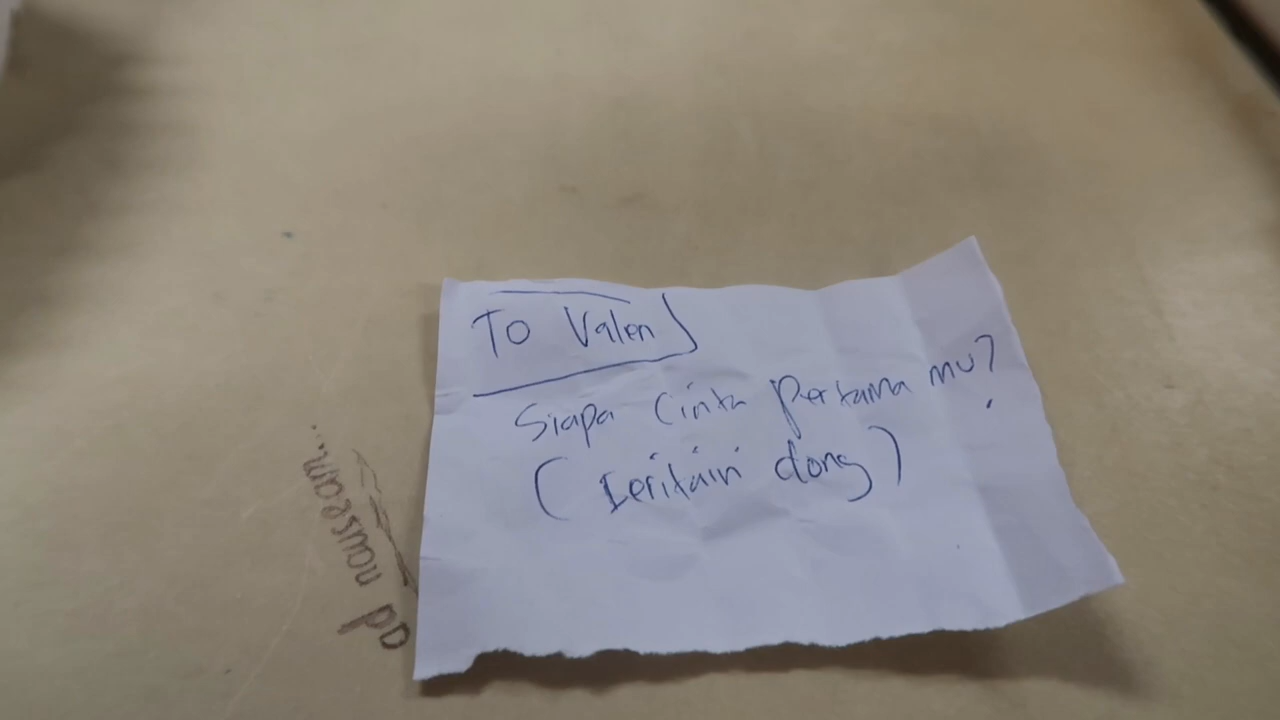 To Valen
Siapa Cinta Pertama mu?
(Ceritain dong)
ad nauseam...